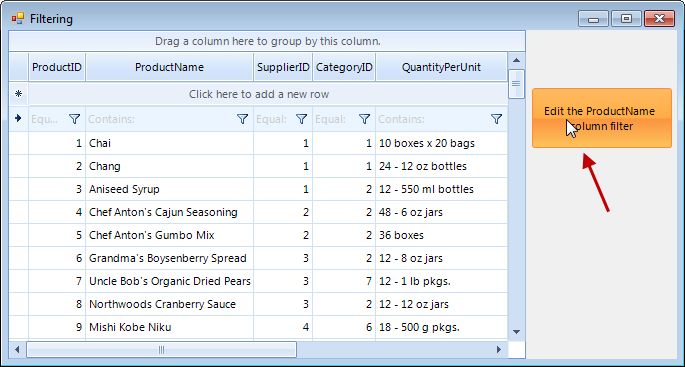 Filtering
Drag a column here to group by this column.
ProductID ProductName SupplierID CategoryID QuantityPerUnit
Click here to add a new row
Equ... Contains: Equal: Equal: Contains:
1 Chai 1 1 10 boxes x 20 bags
2 Chang 1 1 24 - 12 oz bottles
3 Aniseed Syrup 1 2 12 - 550 ml bottles
4 Chef Anton's Cajun Seasoning 2 2 48 - 6 oz jars
5 Chef Anton's Gumbo Mix 2 2 36 boxes
6 Grandma's Boysenberry Spread 3 2 12 - 8 oz jars
7 Uncle Bob's Organic Dried Pears 3 7 12 - 1 lb pkgs.
8 Northwoods Cranberry Sauce 3 2 12 - 12 oz jars
9 Mishi Kobe Niku 4 6 18 - 500 g pkgs.
Edit the ProductName
column filter